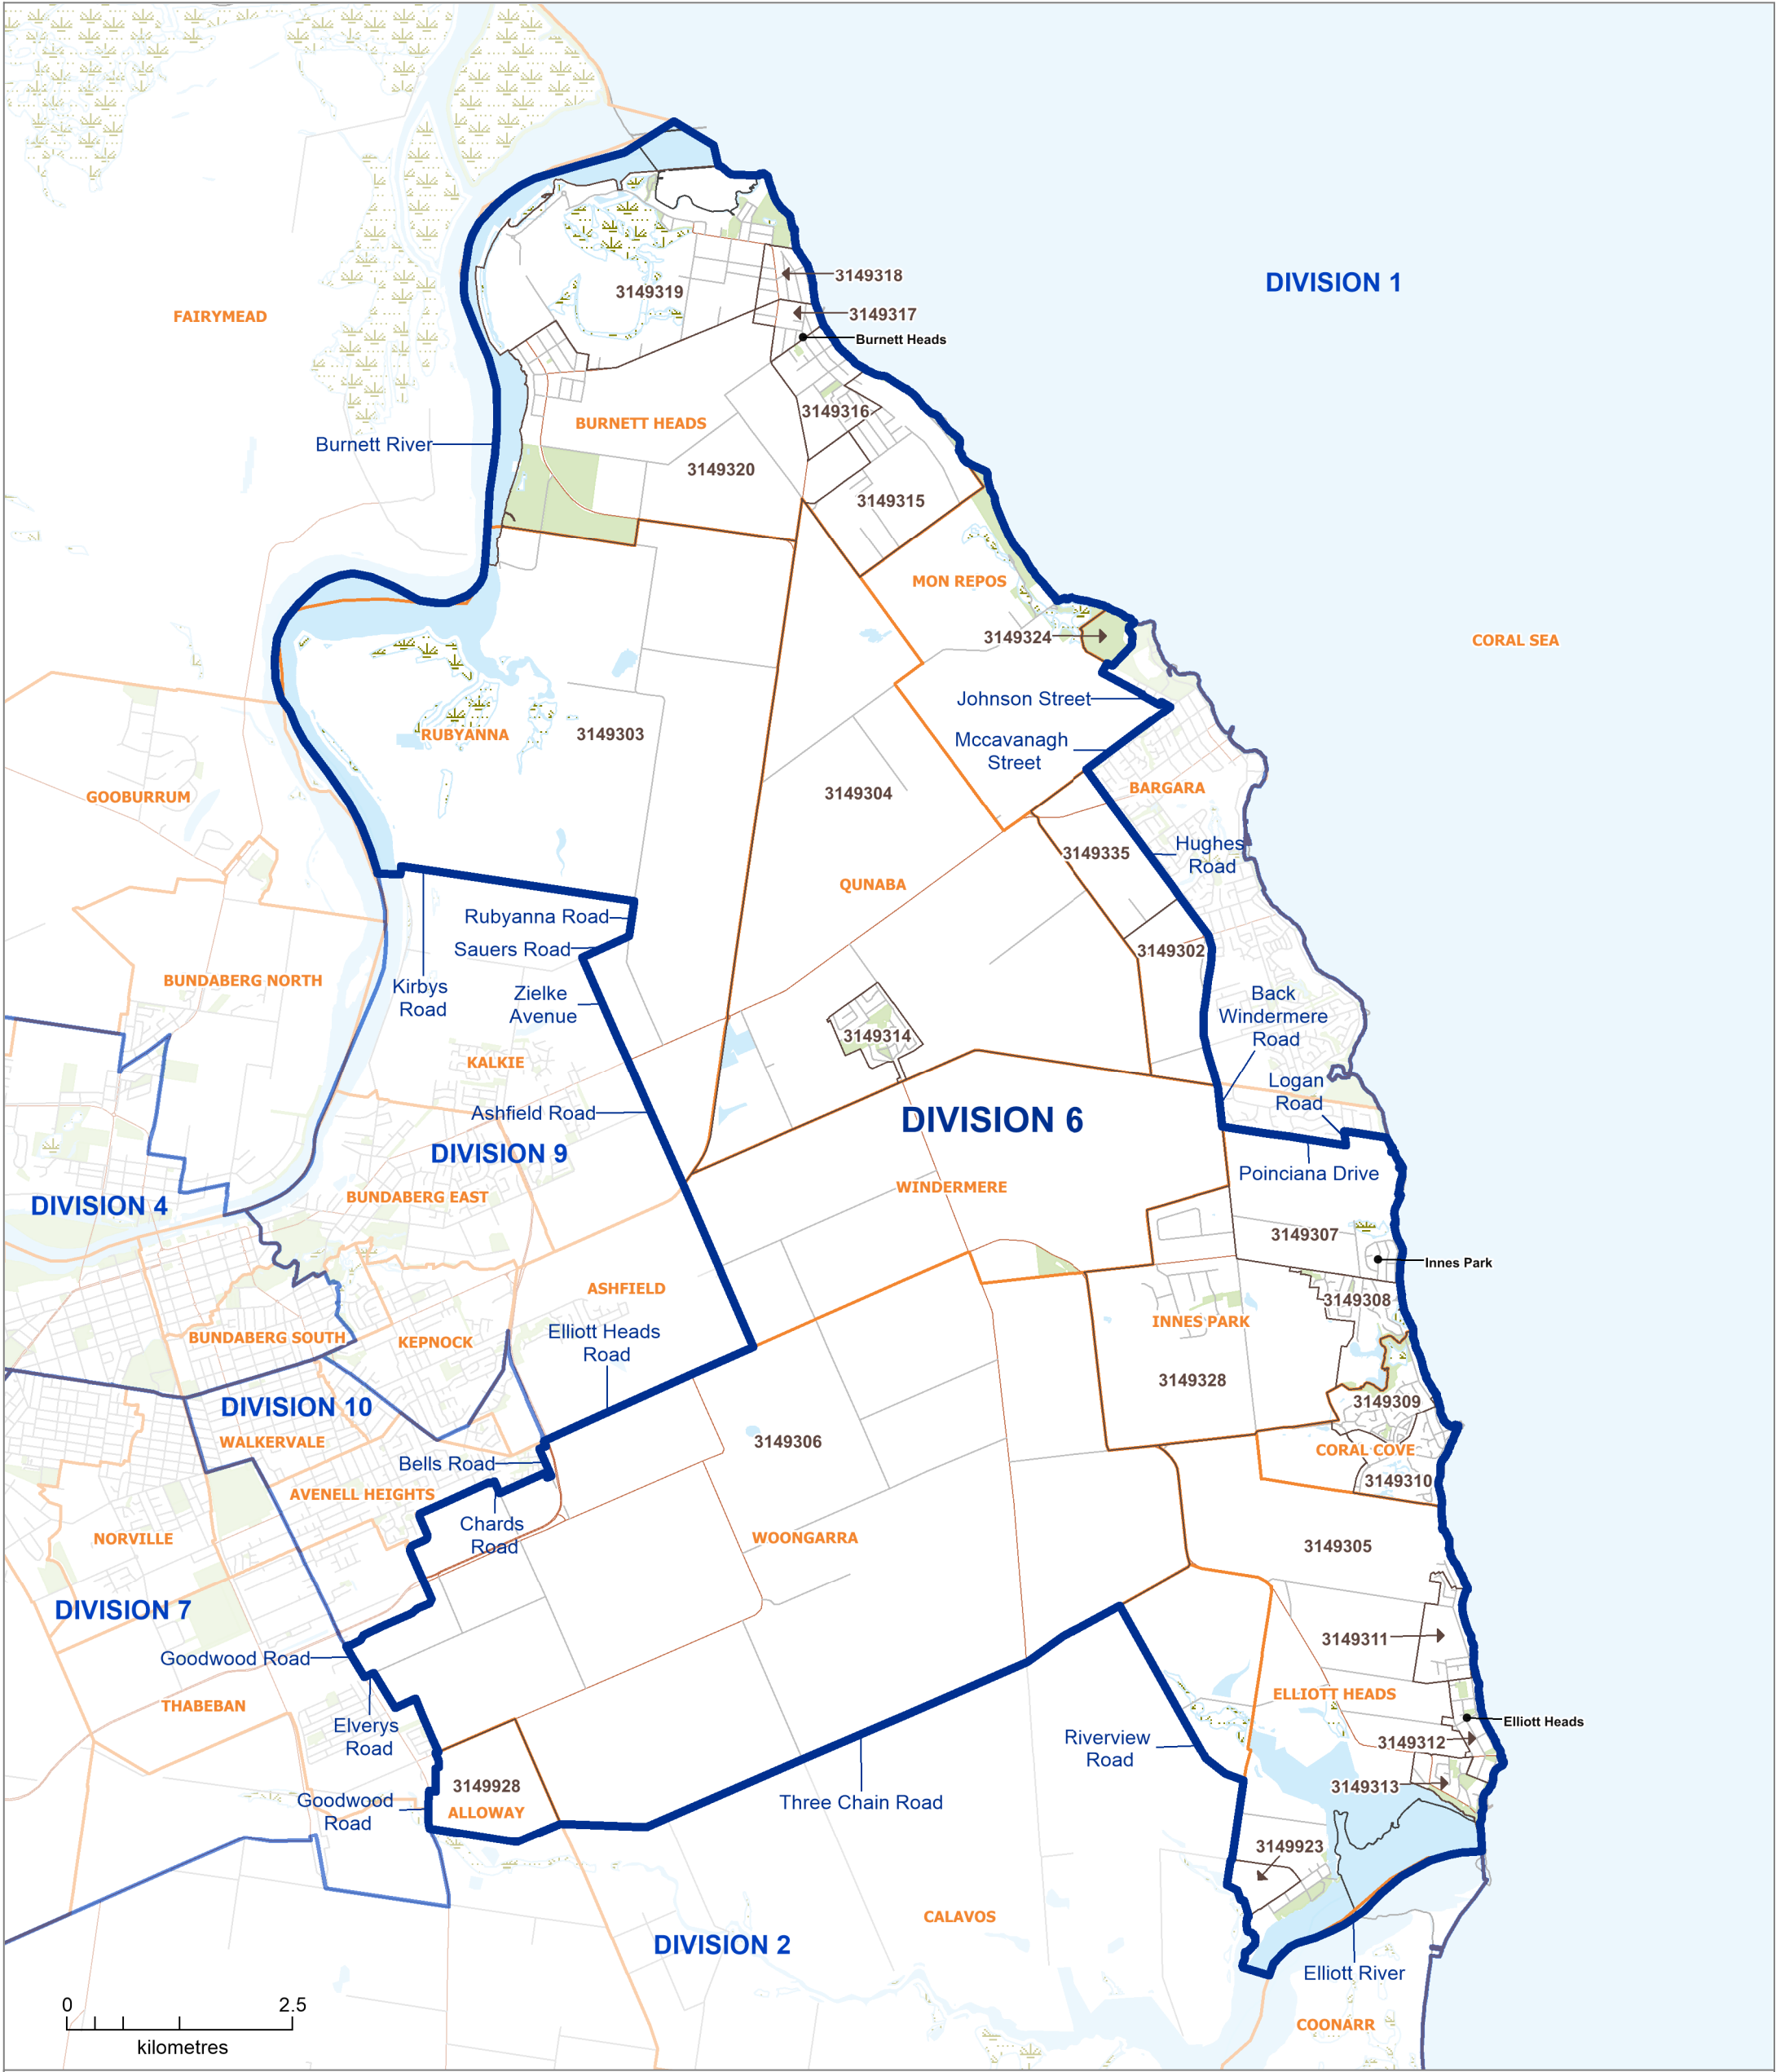 DIVISION 1
3149318
3149319
FAIRYMEAD
3149317
Burnett Heads
3149316
BURNETT HEADS
Burnett River
3149320
3149315
MON REPOS
3149324
CORAL SEA
Johnson Street
RUBYANNA
3149303
Mccavanagh
Street
BARGARA
3149304
GOOBURRUM
Hughes
Road
3149335
QUNABA
Rubyanna Road
Sauers Road
3149302
BUNDABERG NORTH
Kirbys
Road
Zielke
Avenue
Back
Windermere
Road
3149314
KALKIE
Logan
Road
Ashfield Road
DIVISION 6
DIVISION 9
Poinciana Drive
WINDERMERE
BUNDABERG EAST
DIVISION 4
3149307
Innes Park
ASHFIELD
3149308
INNES PARK
Elliott Heads
Road
BUNDABERG SOUTH
KEPNOCK
3149328
3149309
DIVISION 10
WALKERVALE
3149306
CORAL COVE
Bells Road
3149310
AVENELL HEIGHTS
Chards
Road
NORVILLE
WOONGARRA
3149305
DIVISION 7
3149311
Goodwood Road
ELLIOTT HEADS
THABEBAN
Elliott Heads
Elverys
Road
Riverview
Road
3149312
3149928
3149313
Goodwood
Road
ALLOWAY
Three Chain Road
3149923
CALAVOS
DIVISION 2
Elliott River
0 2.5
kilometres
COONARR